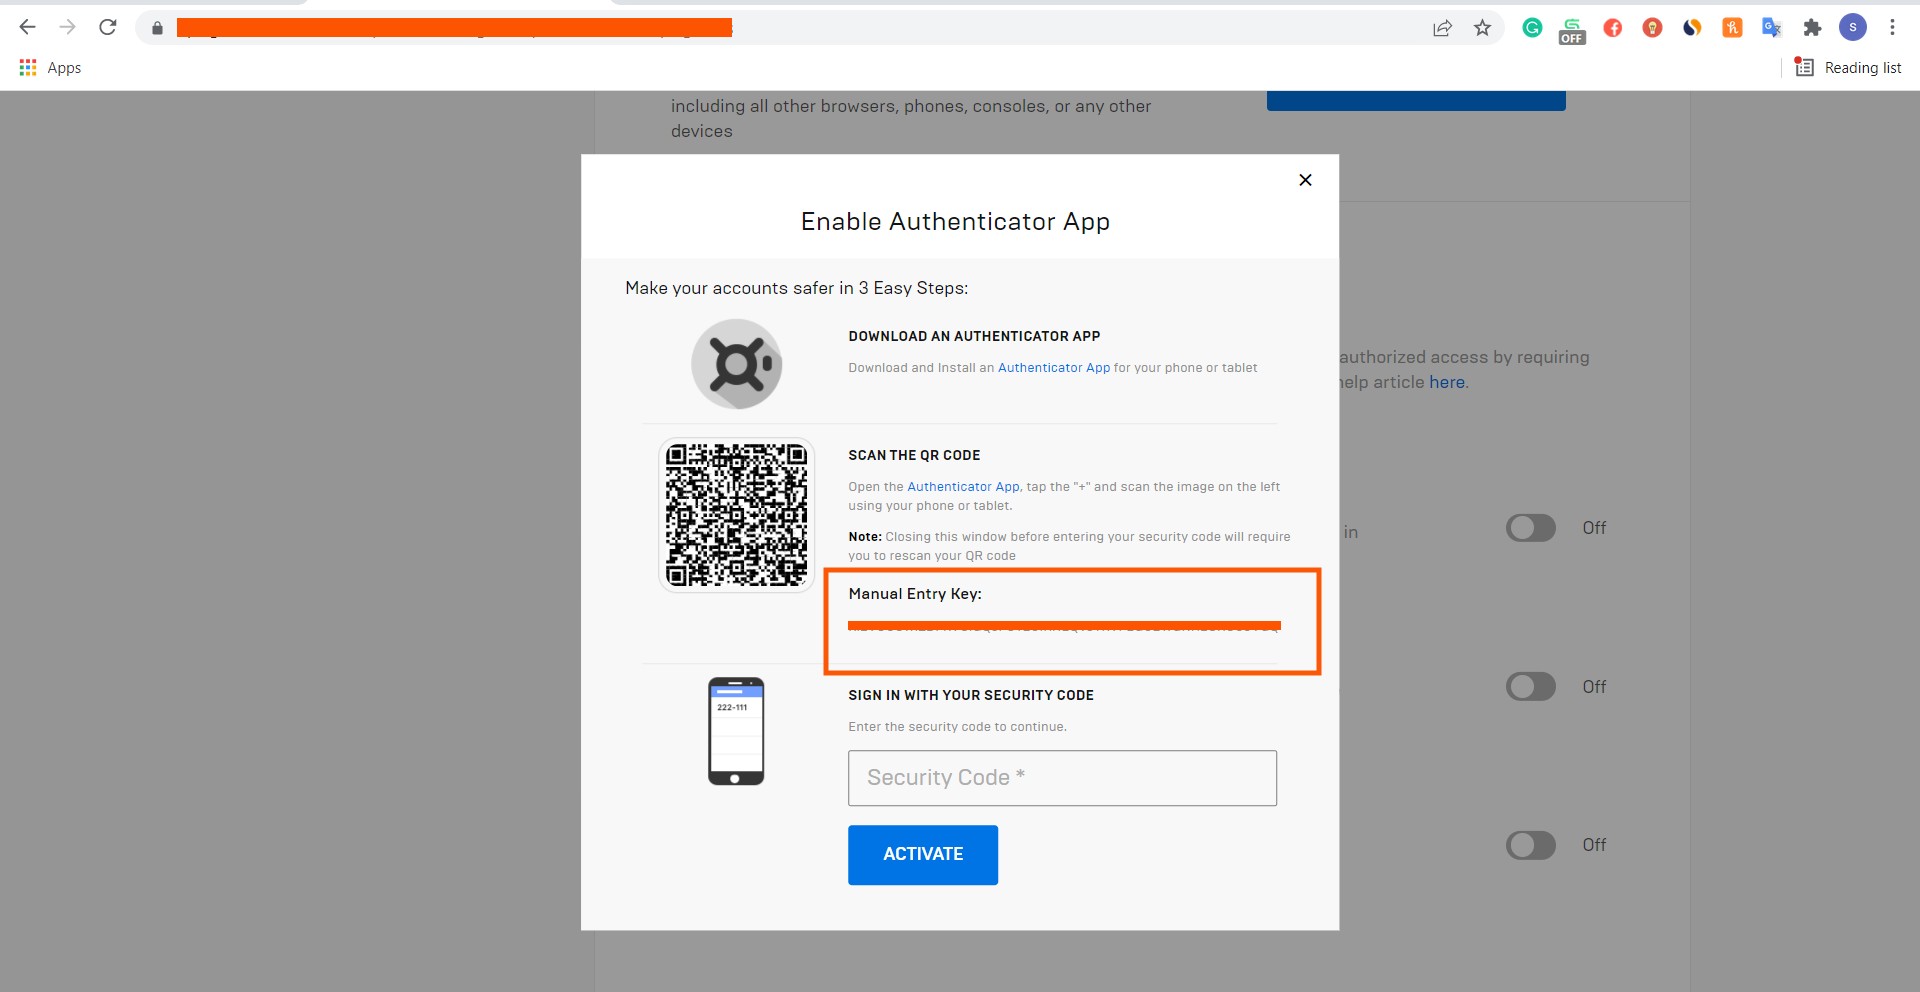 OFF
S
Apps
Reading list
including all other browsers, phones, consoles, or any other
devices
Enable Authenticator App
Make your accounts safer in 3 Easy Steps:
DOWNLOAD AN AUTHENTICATOR APP
Download and Install an Authenticator App for your phone or tablet
authorized access by requiring
help article here.
SCAN THE QR CODE
Open the Authenticator App, tap the "+" and scan the image on the left
using your phone or tablet.
Note: Closing this window before entering your security code will require
you to rescan your QR code
in
Off
Manual Entry Key:
222-111
SIGN IN WITH YOUR SECURITY CODE
Off
Enter the security code to continue.
Security Code *
ACTIVATE
Off